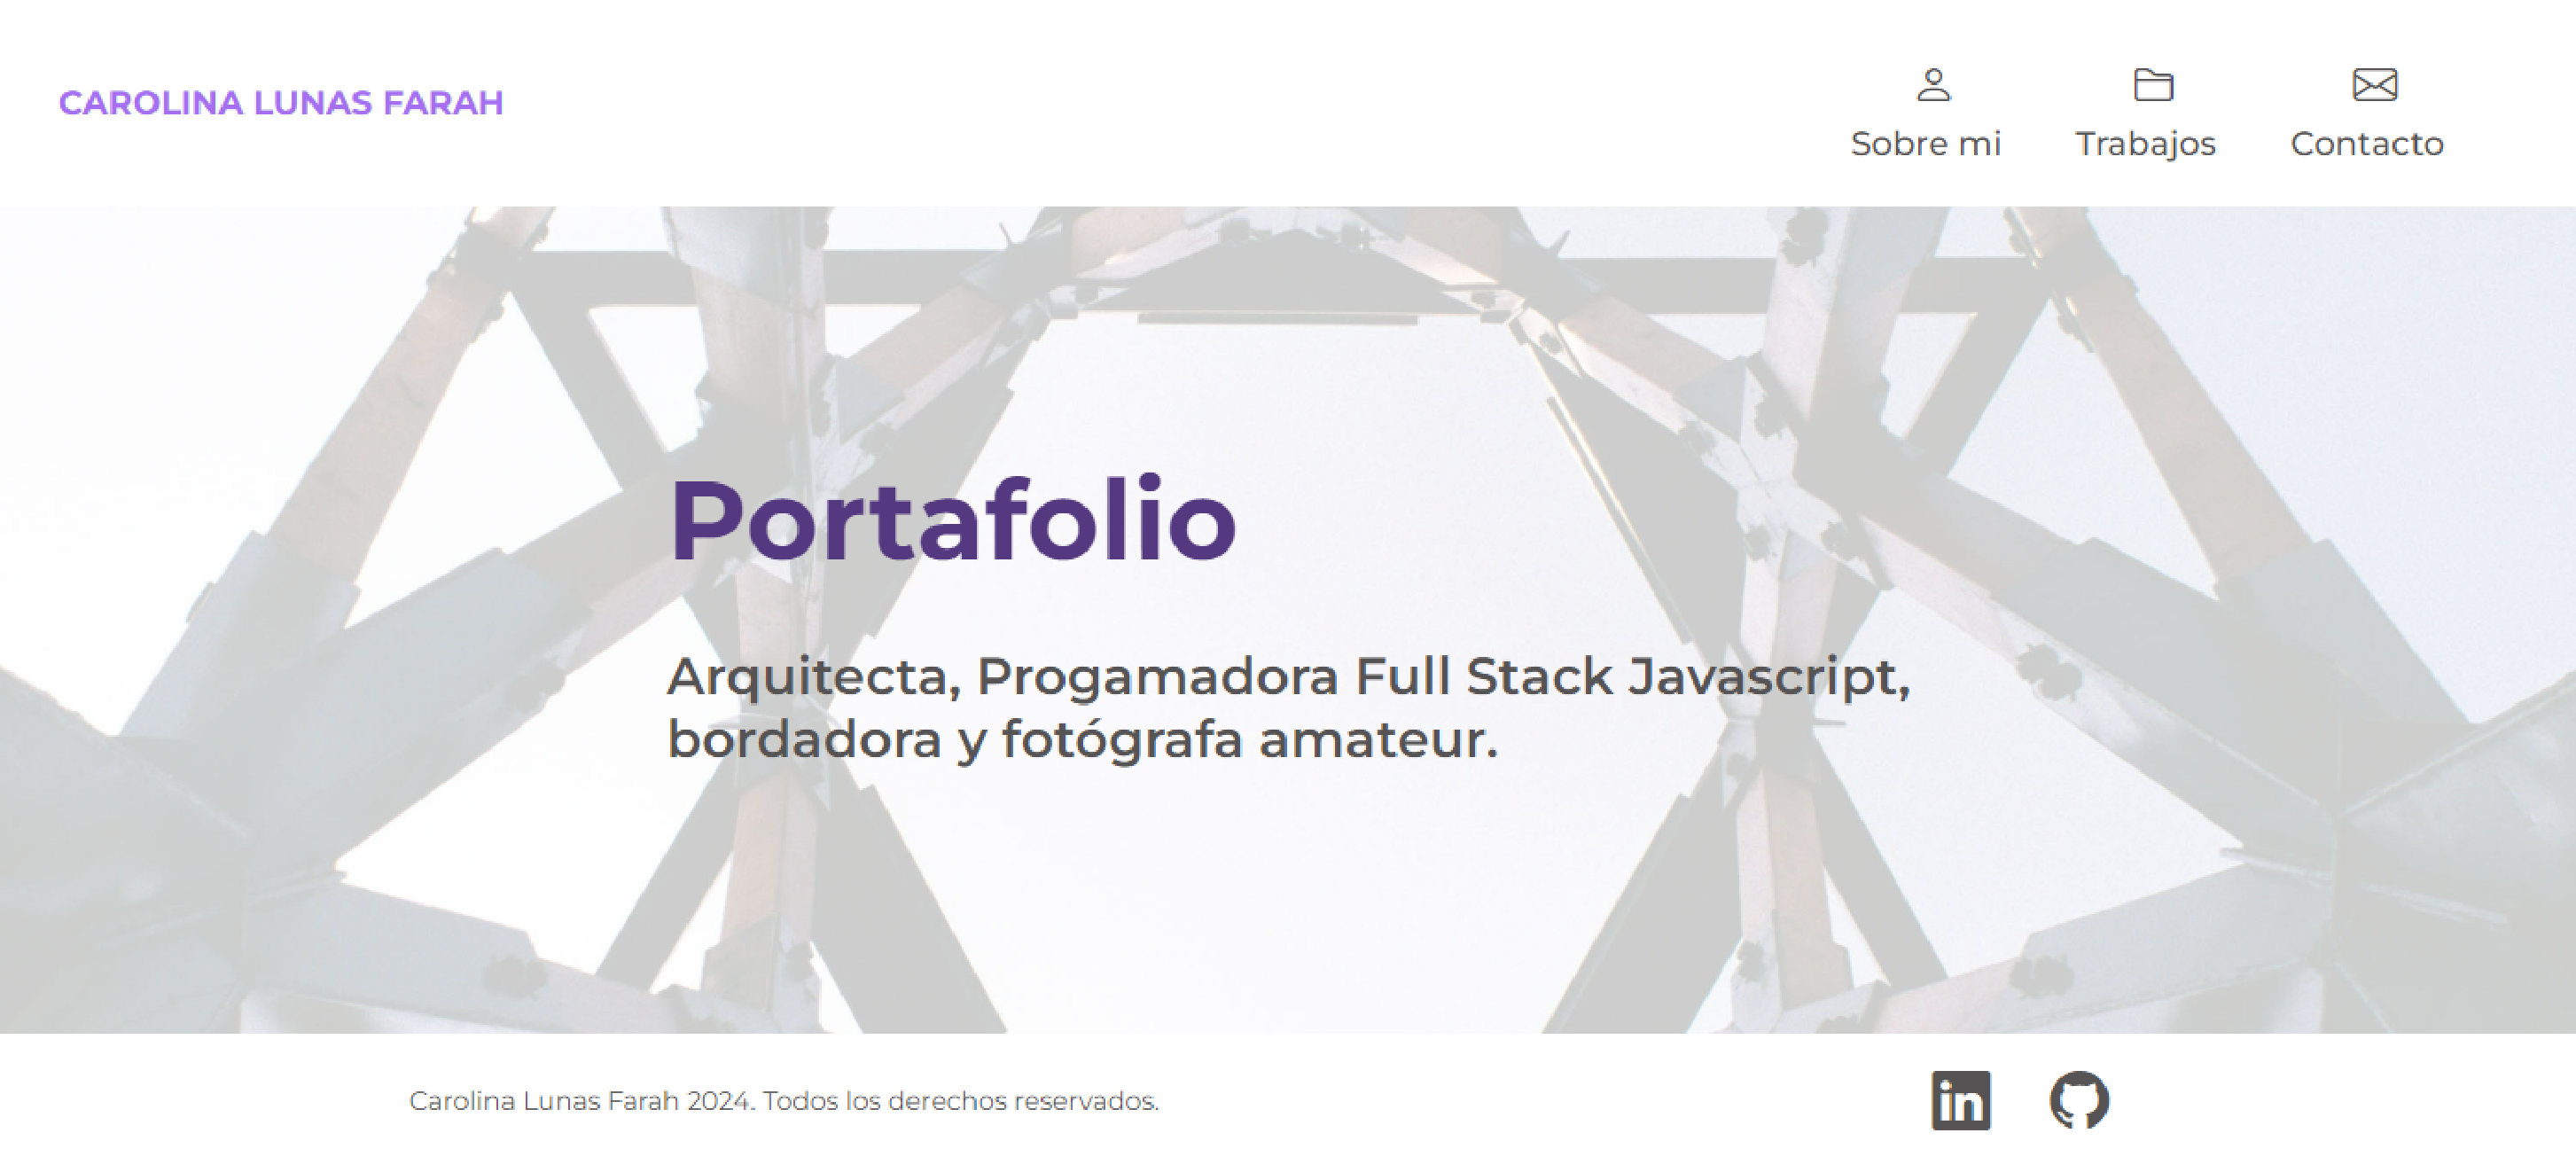 CAROLINA LUNAS FARAH
Sobre mi
Trabajos
Contacto
Portafolio
Arquitecta, Progamadora Full Stack Javascript,
bordadora y fotógrafa amateur.
Carolina Lunas Farah 2024. Todos los derechos reservados.
in